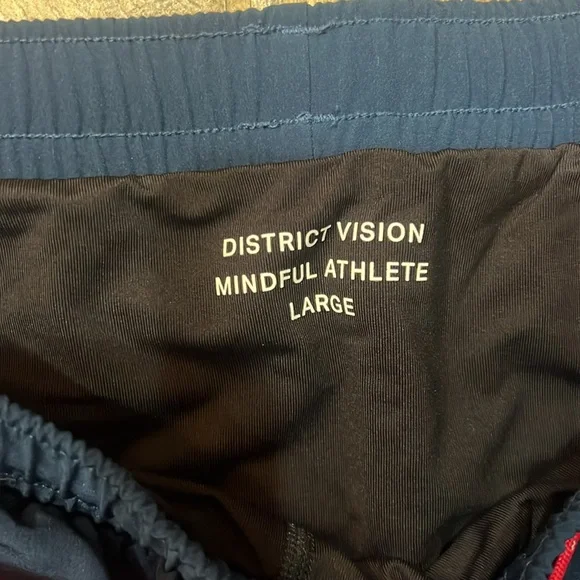 DISTRICT VISION
MINDFUL ATHLETE
LARGE